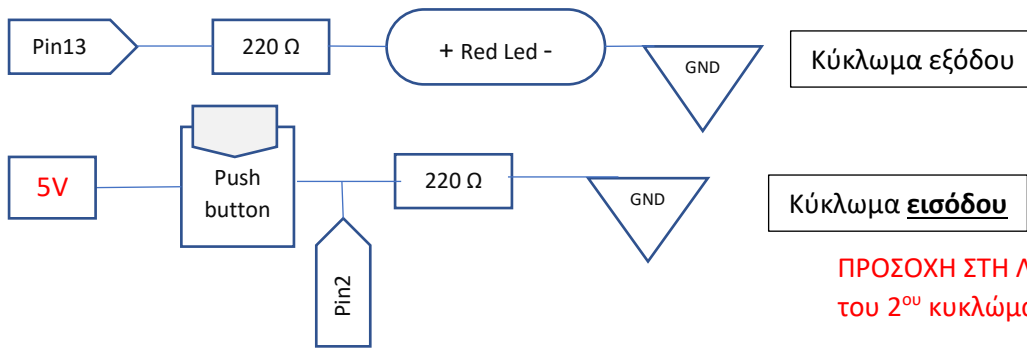 Pin13
220 Ω
+ Red Led -
GND
Κύκλωμα εξόδου
5V
Push
button
220 Ω
GND
Pin2
Κύκλωμα εισόδου
ΠΡΟΣΟΧΗ ΣΤΗ
του 2ου